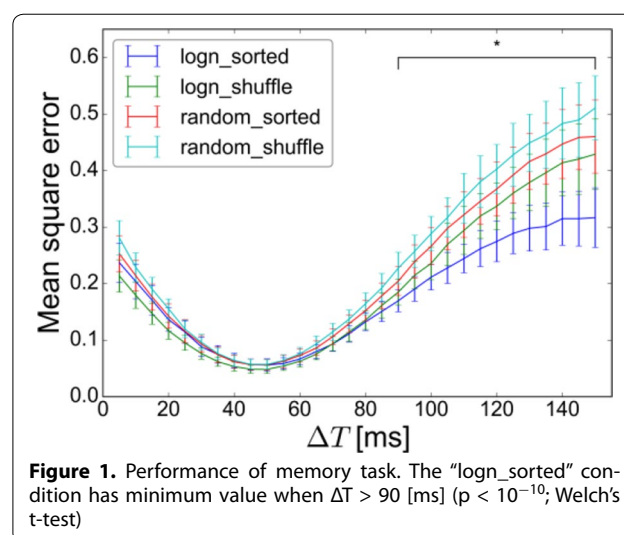 0.6
0.5
0.4
0.3
0.2
0.1
0.0
Mean square error
logn_sorted
logn_shuffle
random_sorted
random_shuffle
*
0 20 40 60 80 100 120 140
ΔT [ms]
Figure 1. Performance of memory task. The “logn_sorted” con-
dition has minimum value when ΔT > 90 [ms] (p < 10⁻¹⁰; Welch’s
t-test)